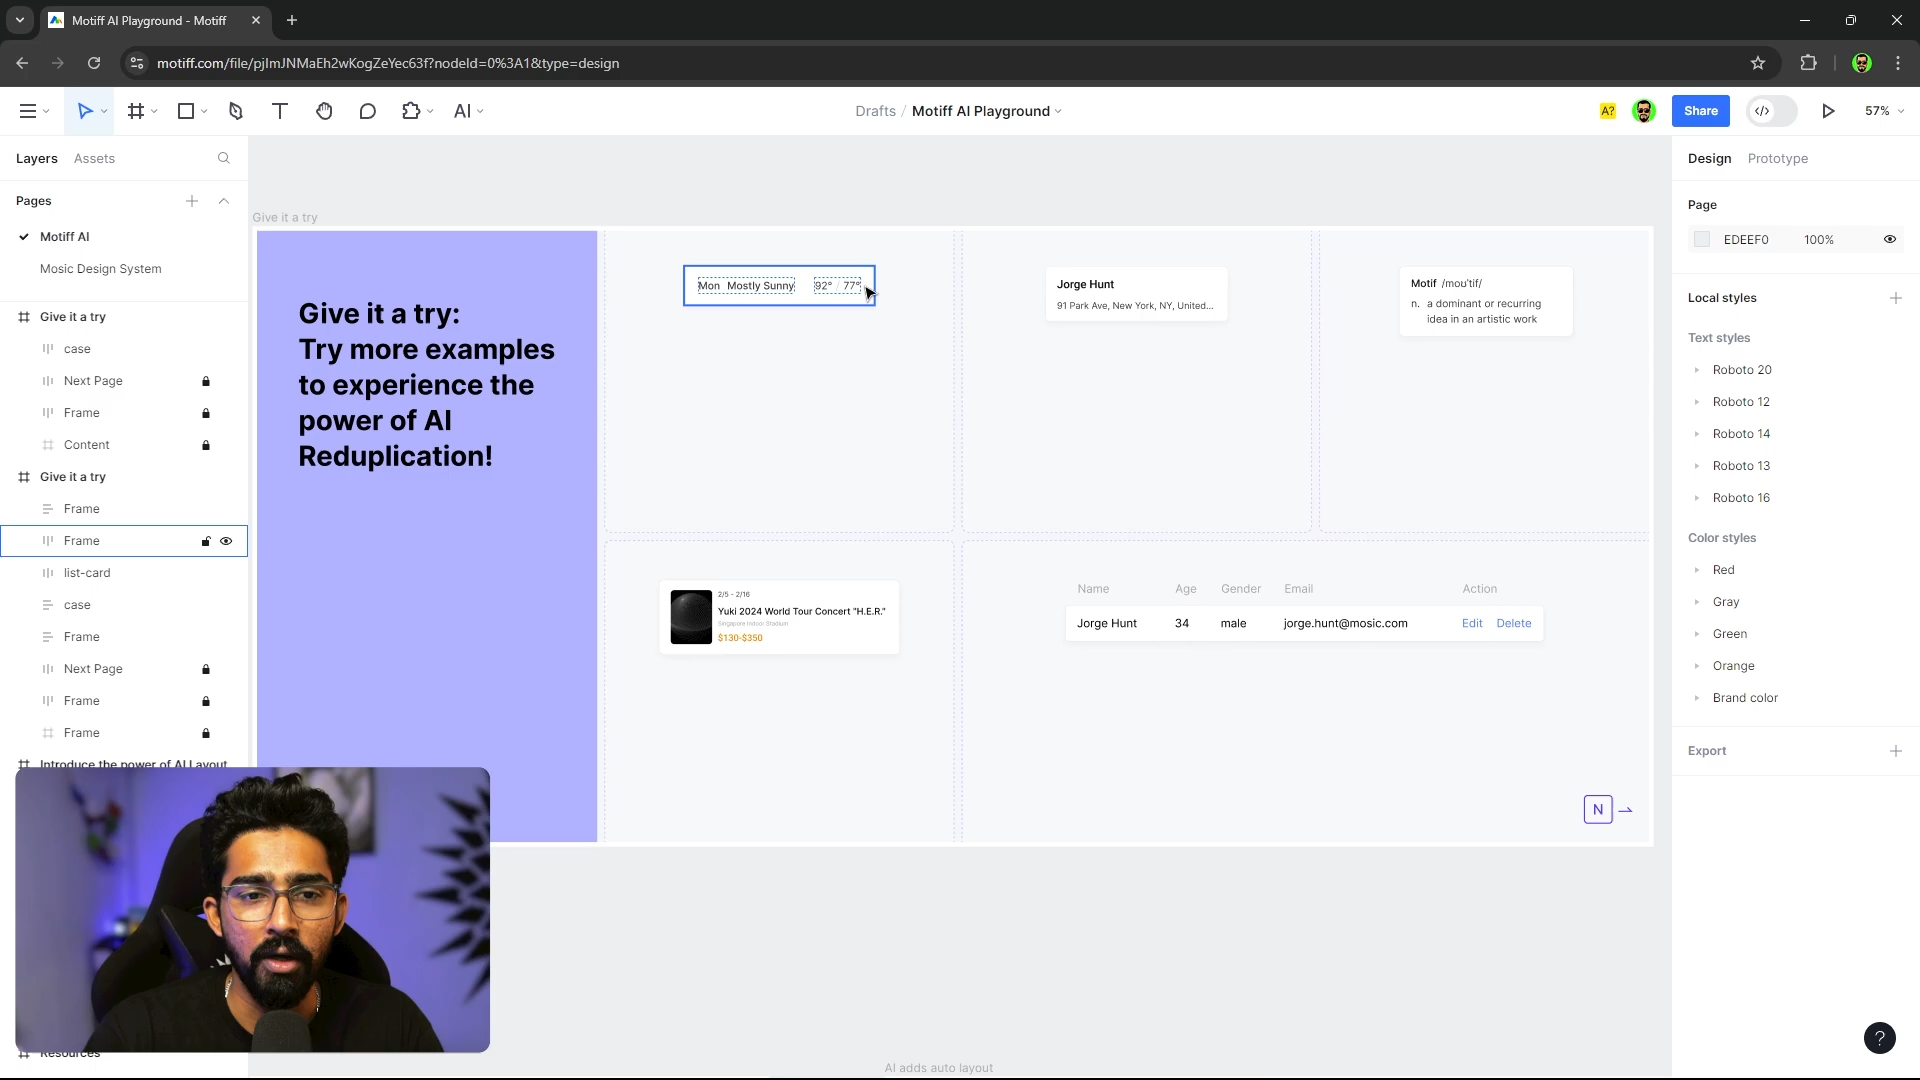 Motiff AI Playground - Motiff
motiff.com/file/pjImJNMaEh2wKogZeYec63f?nodeId=0%3A1&type=design
AI
Drafts / Motiff AI Playground
A?
Share
57%
Layers
Assets
Pages
Motiff AI
Mosic Design System
Give it a try
case
Next Page
Frame
Content
Give it a try
Frame
Frame
list-card
case
Frame
Next Page
Frame
Frame
Introduce the power of AI Layout
Resources
Give it a try
Give it a try:
Try more examples
to experience the
power of AI
Reduplication!
Mon Mostly Sunny 92° / 77°
Jorge Hunt
91 Park Ave, New York, NY, United...
Motif /mou'tif/
n. a dominant or recurring
idea in an artistic work
2/5 - 2/16
Yuki 2024 World Tour Concert "H.E.R."
Singapore Indoor Stadium
$130-$350
Name Age Gender Email Action
Jorge Hunt 34 male jorge.hunt@mosic.com Edit Delete
N
AI adds auto layout
Design
Prototype
Page
EDEEF0 100%
Local styles
Text styles
Roboto 20
Roboto 12
Roboto 14
Roboto 13
Roboto 16
Color styles
Red
Gray
Green
Orange
Brand color
Export
?